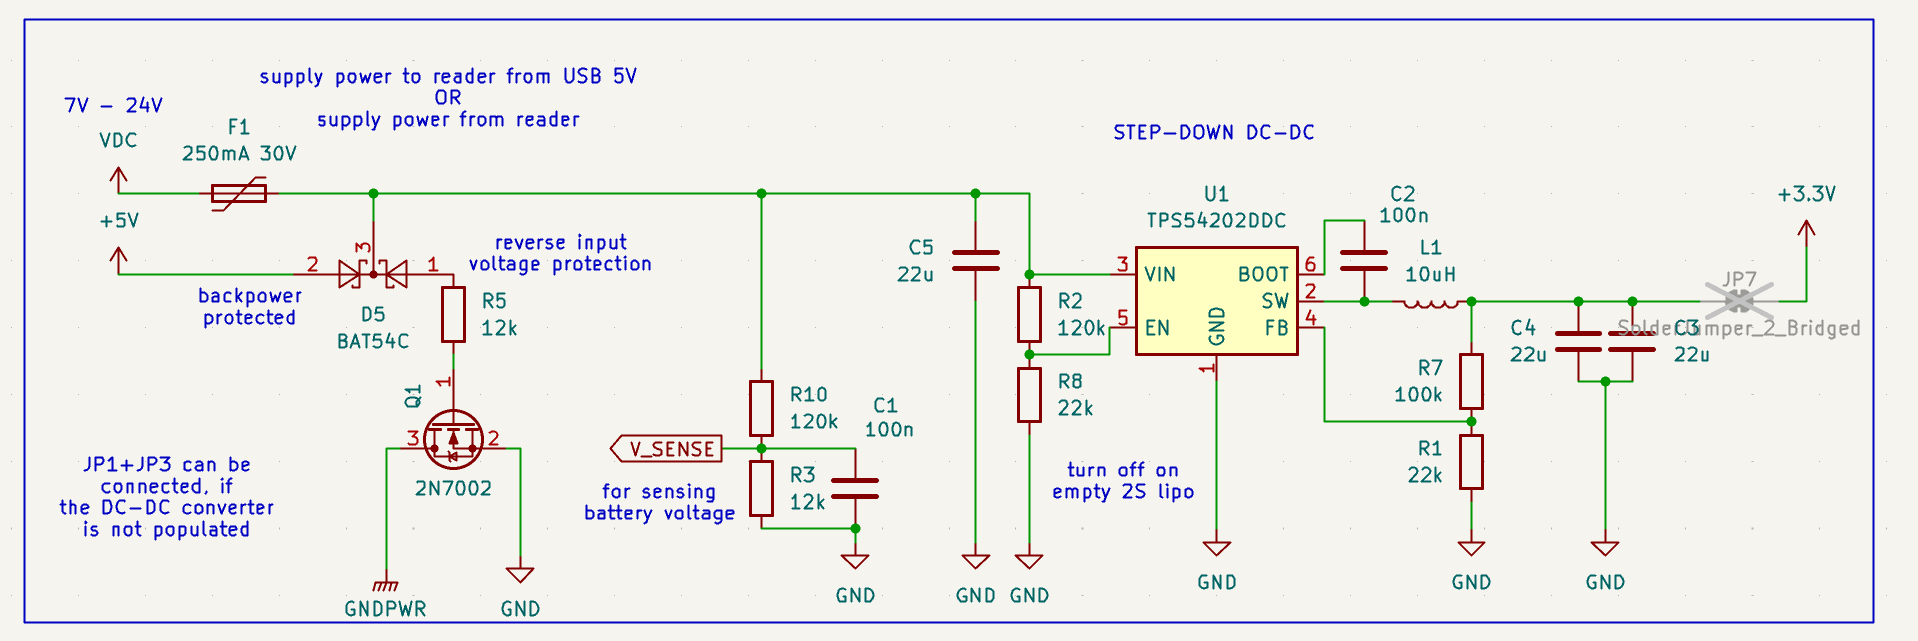 supply power to reader from USB 5V
OR
supply power from reader
7V - 24V
VDC
F1
250mA 30V
+5V
2
3
1
backpower
protected
D5
BAT54C
reverse input
voltage protection
R5
12k
Q1
1
3
2
2N7002
JP1+JP3 can be
connected, if
the DC-DC converter
is not populated
GNDPWR
GND
V_SENSE
for sensing
battery voltage
R10
120k
R3
12k
C1
100n
GND
C5
22u
GND
R2
120k
R8
22k
GND
turn off on
empty 2S lipo
STEP-DOWN DC-DC
U1
TPS54202DDC
3
VIN
5
EN
GND
1
BOOT
6
SW
2
FB
4
GND
C2
100n
L1
10uH
R7
100k
R1
22k
GND
C4
22u
C3
22u
GND
JP7
SolderJumper_2_Bridged
+3.3V